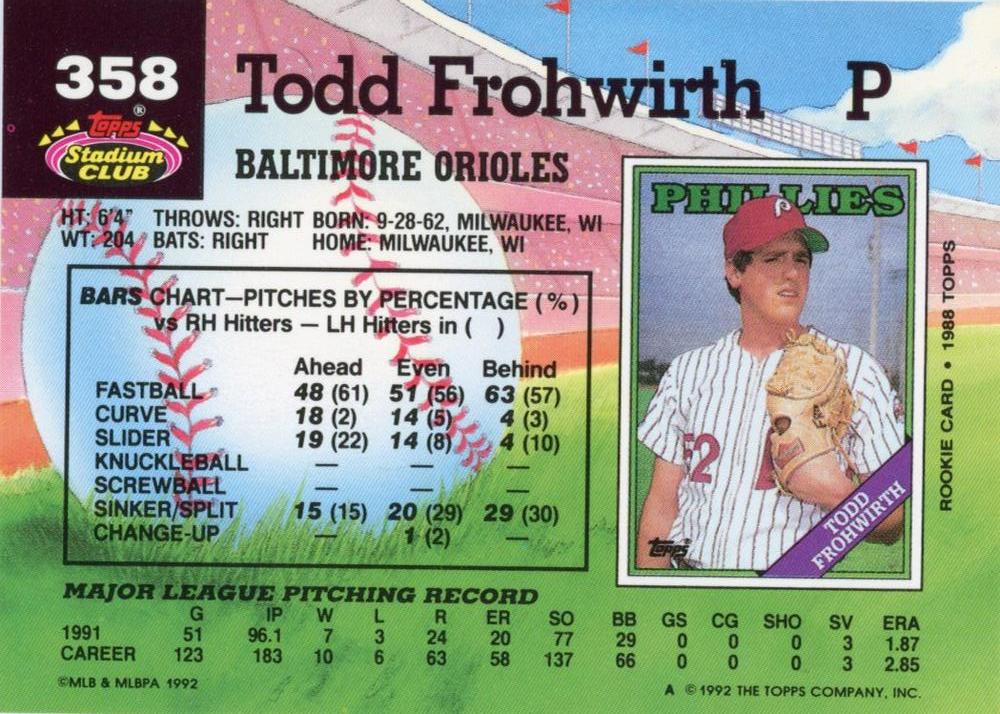 358
Todd Frohwirth P
Topps®
Stadium
CLUB
BALTIMORE ORIOLES
HT: 6'4" THROWS: RIGHT BORN: 9-28-62, MILWAUKEE, WI
WT: 204 BATS: RIGHT HOME: MILWAUKEE, WI
BARS CHART—PITCHES BY PERCENTAGE (%)
vs RH Hitters — LH Hitters in ( )
Ahead Even Behind
FASTBALL 48 (61) 51 (56) 63 (57)
CURVE 18 (2) 14 (5) 4 (3)
SLIDER 19 (22) 14 (8) 4 (10)
KNUCKLEBALL — — —
SCREWBALL — — —
SINKER/SPLIT 15 (15) 20 (29) 29 (30)
CHANGE-UP — 1 (2) —
PHILLIES
P
52
Topps
TODD
FROHWIRTH
ROOKIE CARD • 1988 TOPPS
MAJOR LEAGUE PITCHING RECORD
G IP W L R ER SO BB GS CG SHO SV ERA
1991 51 96.1 7 3 24 20 77 29 0 0 0 3 1.87
CAREER 123 183 10 6 63 58 137 66 0 0 0 3 2.85
©MLB & MLBPA 1992
A © 1992 THE TOPPS COMPANY, INC.